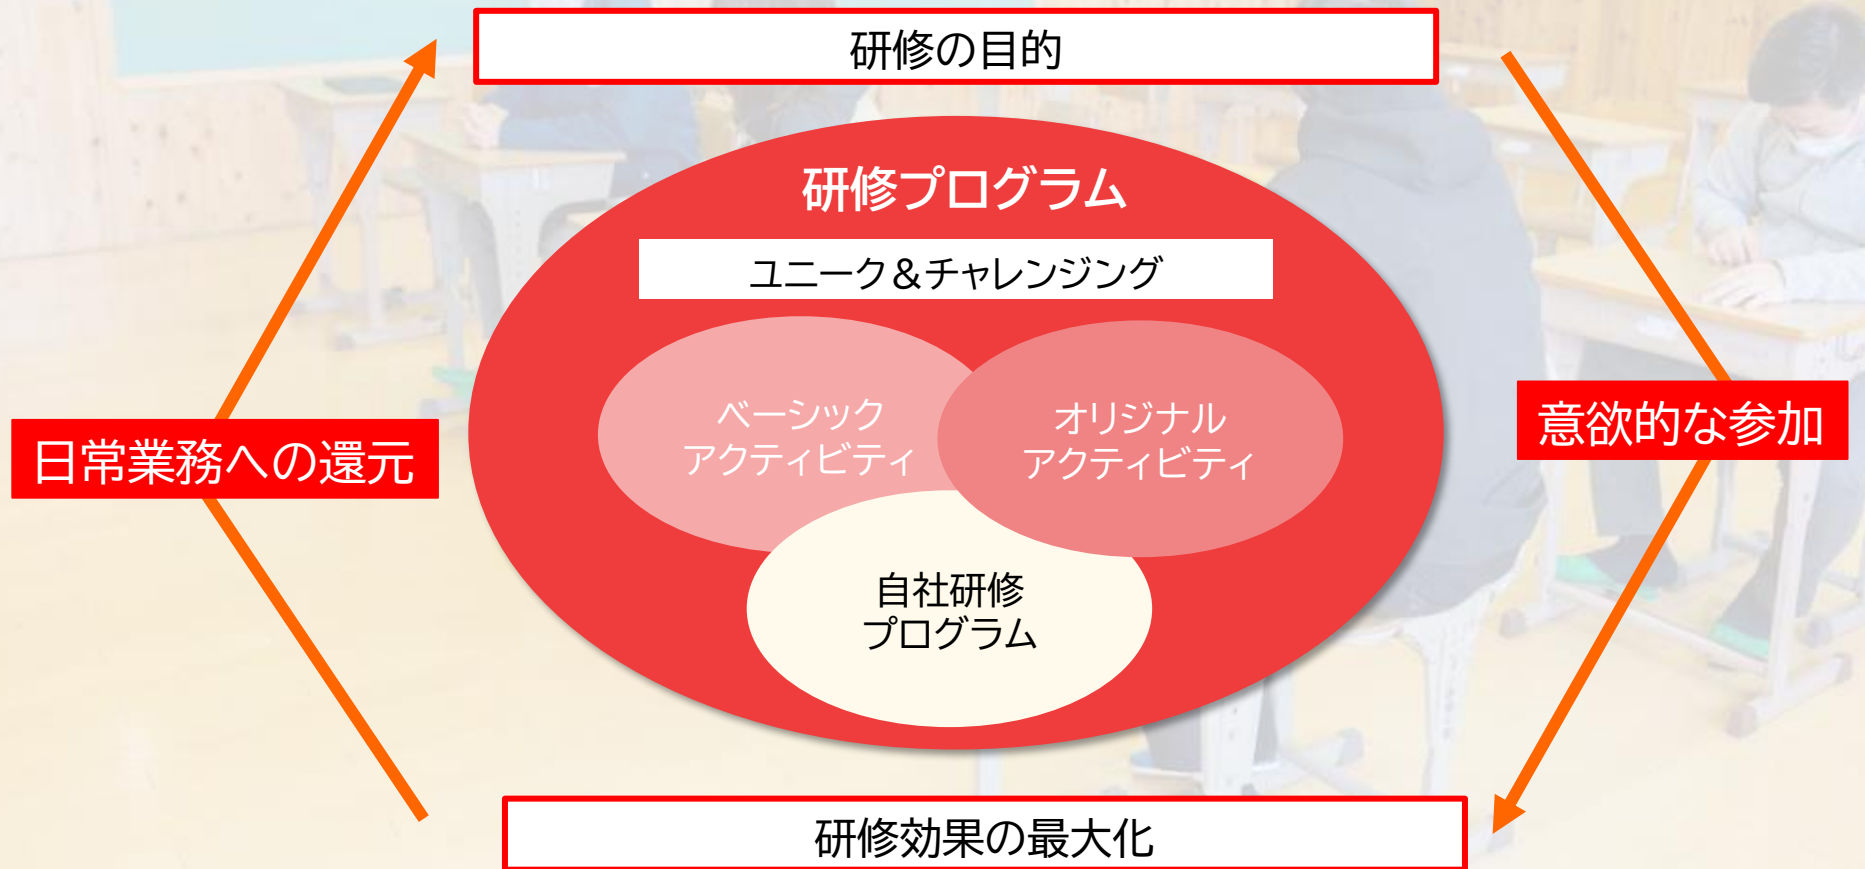 研修の目的
研修プログラム
ユニーク&チャレンジング
ベーシック
アクティビティ
オリジナル
アクティビティ
日常業務への還元
意欲的な参加
自社研修
プログラム
研修効果の最大化